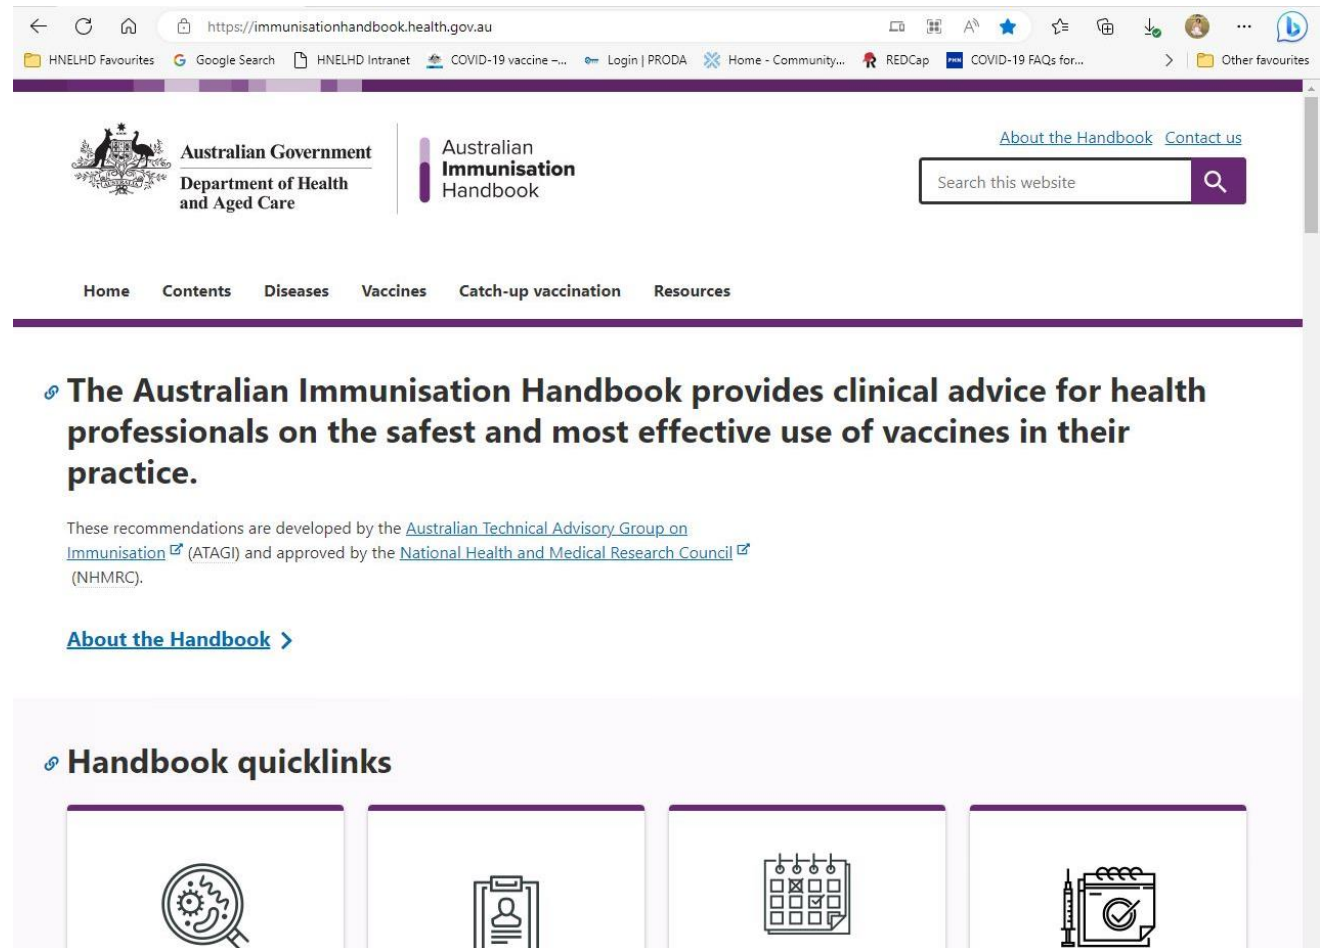 https://immunisationhandbook.health.gov.au
HNELHD Favourites Google Search HNELHD Intranet COVID-19 vaccine –... Login | PRODA Home - Community... REDCap PHN COVID-19 FAQs for... Other favourites
About the Handbook Contact us
Australian Government
Department of Health
and Aged Care
Australian
Immunisation
Handbook
Search this website
Home Contents Diseases Vaccines Catch-up vaccination Resources
The Australian Immunisation Handbook provides clinical advice for health
professionals on the safest and most effective use of vaccines in their
practice.
These recommendations are developed by the Australian Technical Advisory Group on
Immunisation (ATAGI) and approved by the National Health and Medical Research Council
(NHMRC).
About the Handbook
Handbook quicklinks